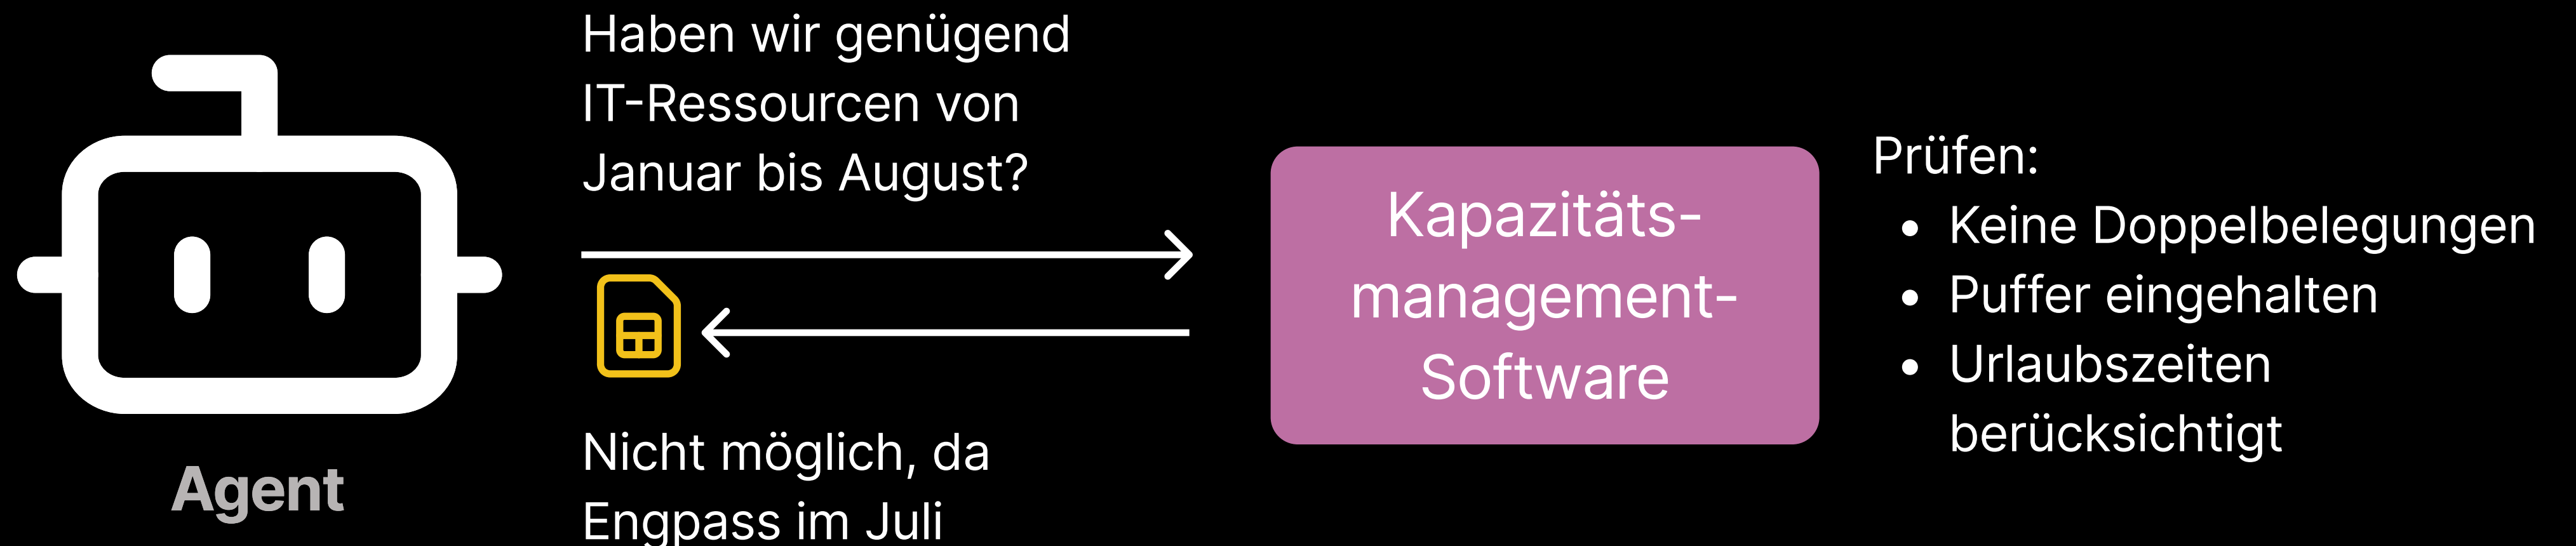 Haben wir genügend
IT-Ressourcen von
Januar bis August?
Nicht möglich, da
Engpass im Juli
Agent
Kapazitäts-
management-
Software
Prüfen:
• Keine Doppelbelegungen
• Puffer eingehalten
• Urlaubszeiten
berücksichtigt